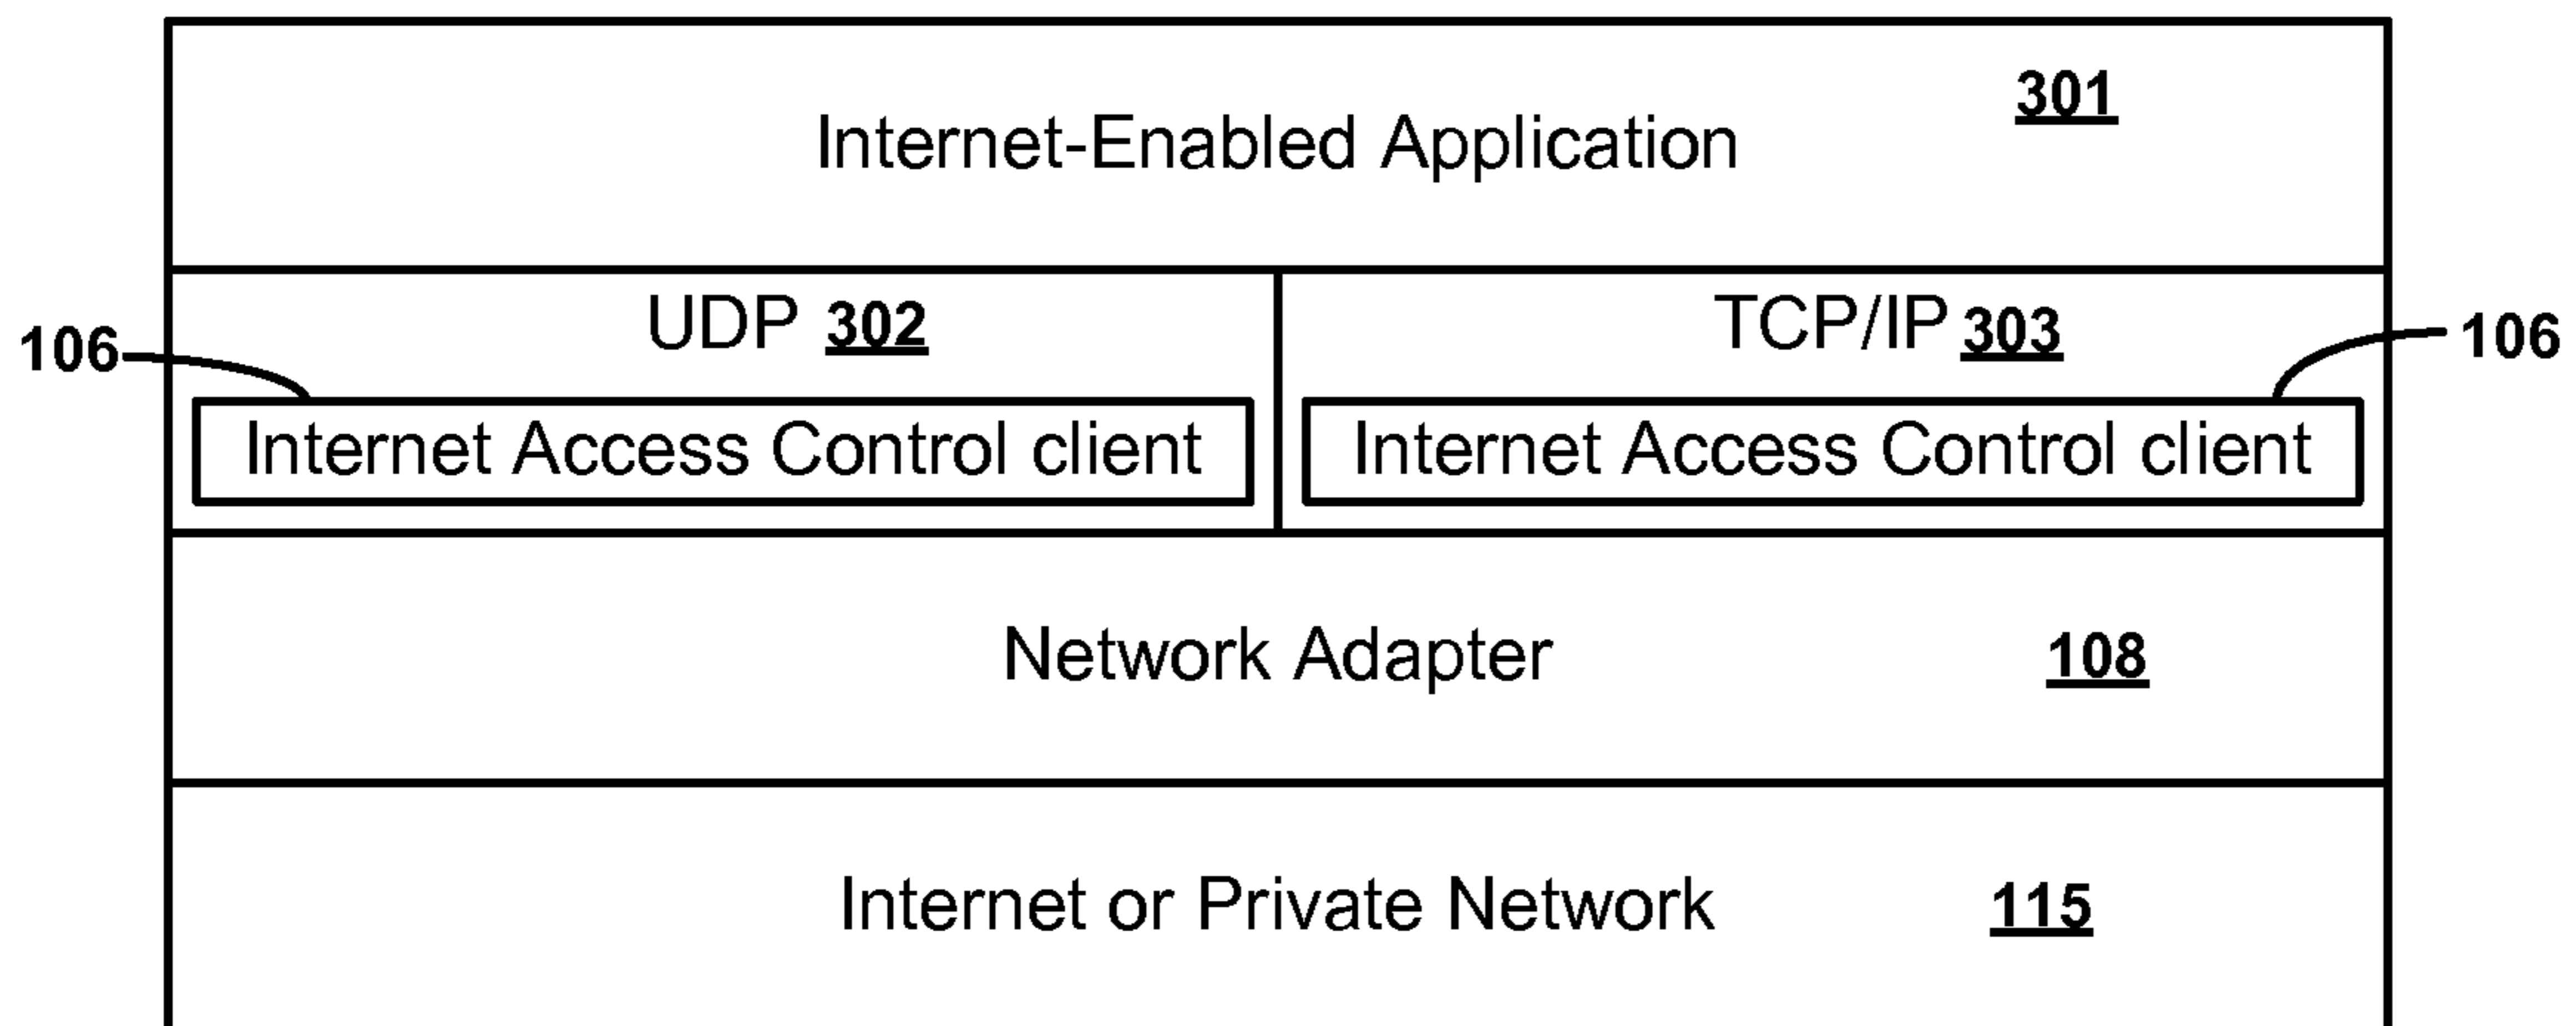 301
Internet-Enabled Application
UDP 302
TCP/IP 303
106
106
Internet Access Control client
Internet Access Control client
Network Adapter 108
Internet or Private Network 115